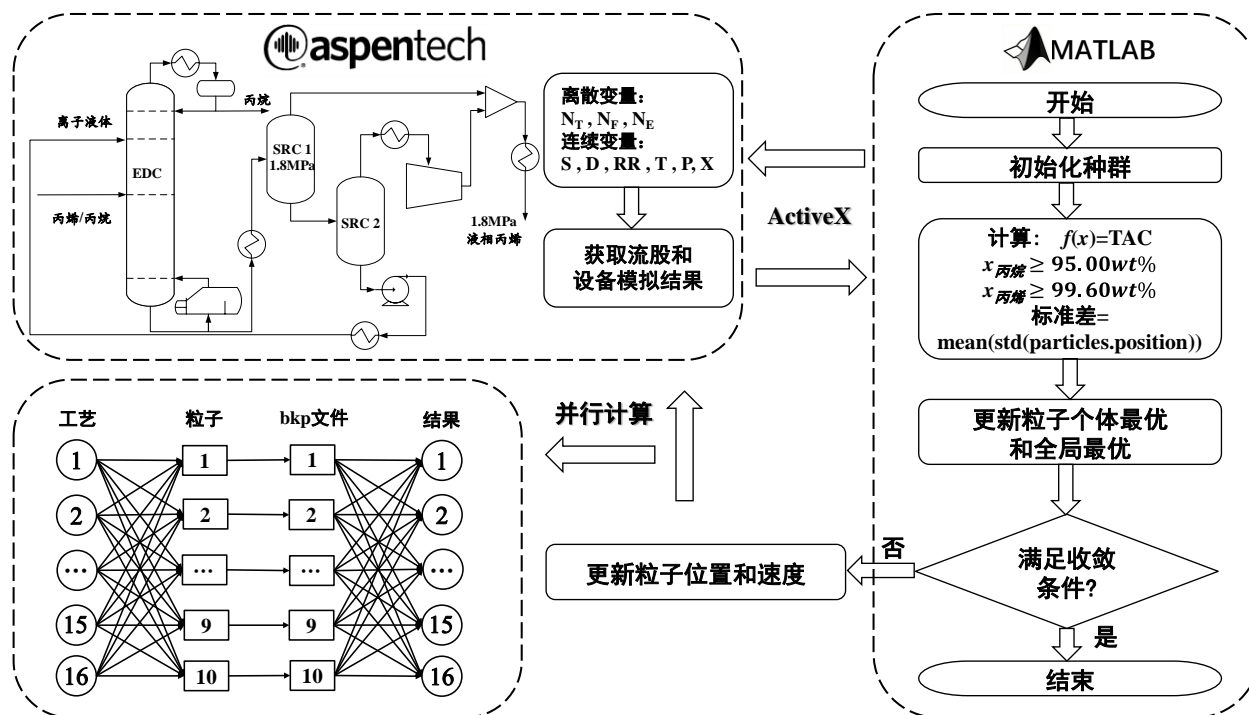 aspentech
离子液体
丙烯/丙烷
EDC
丙烷
SRC 1
1.8MPa
SRC 2
1.8MPa
液相丙烯
离散变量：
N_T , N_F , N_E
连续变量：
S , D , RR , T , P, X
获取流股和
设备模拟结果
ActiveX
MATLAB
开始
初始化种群
计算： f(x)=TAC
x_丙烷 ≥ 95.00wt%
x_丙烯 ≥ 99.60wt%
标准差=
mean(std(particles.position))
更新粒子个体最优
和全局最优
满足收敛
条件?
否
是
结束
更新粒子位置和速度
并行计算
工艺 粒子 bkp文件 结果
1 1 1 1
2 2 2 2
... ... ... ...
15 9 9 15
16 10 10 16